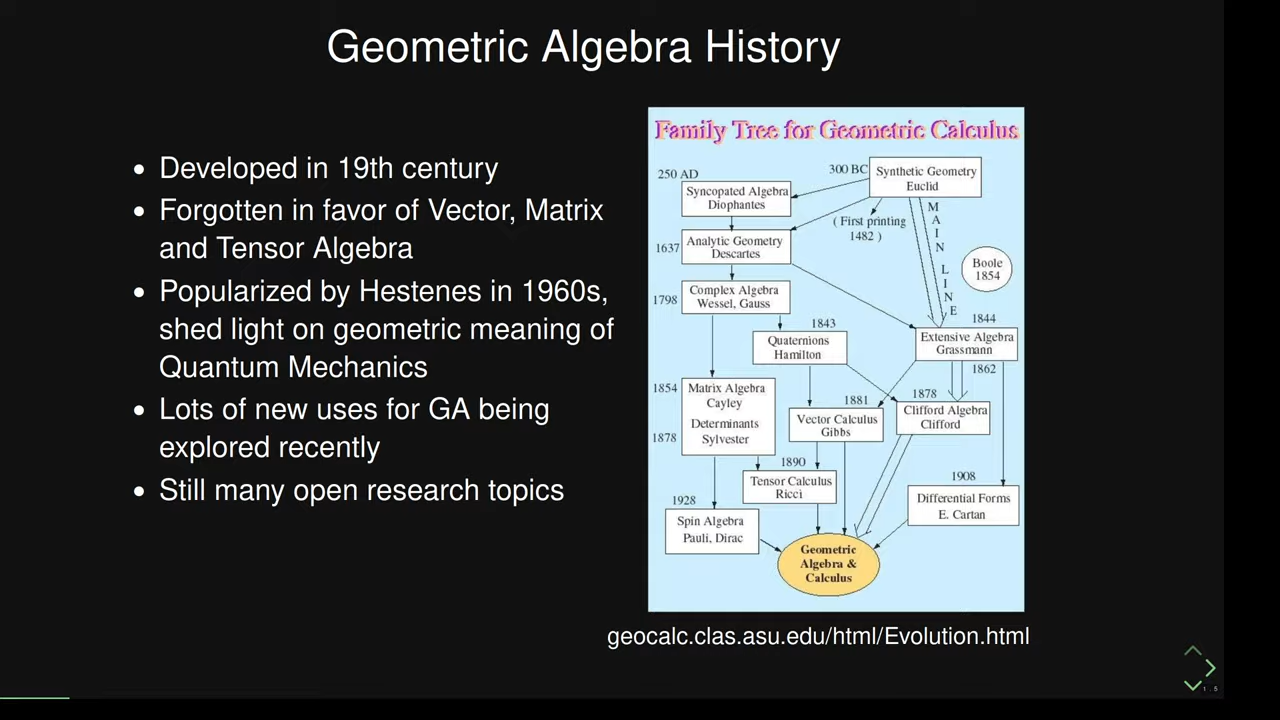 Geometric Algebra History
• Developed in 19th century
• Forgotten in favor of Vector, Matrix
and Tensor Algebra
• Popularized by Hestenes in 1960s,
shed light on geometric meaning of
Quantum Mechanics
• Lots of new uses for GA being
explored recently
• Still many open research topics
Family Tree for Geometric Calculus
300 BC
Synthetic Geometry
Euclid
250 AD
Syncopated Algebra
Diophantes
( First printing
1482 )
MAIN LINE
1637
Analytic Geometry
Descartes
Boole
1854
1798
Complex Algebra
Wessel, Gauss
1843
Quaternions
Hamilton
1844
Extensive Algebra
Grassmann
1862
1854
Matrix Algebra
Cayley
Determinants
Sylvester
1878
1881
Vector Calculus
Gibbs
1878
Clifford Algebra
Clifford
1890
Tensor Calculus
Ricci
1908
Differential Forms
E. Cartan
1928
Spin Algebra
Pauli, Dirac
Geometric
Algebra &
Calculus
geocalc.clas.asu.edu/html/Evolution.html
1.5